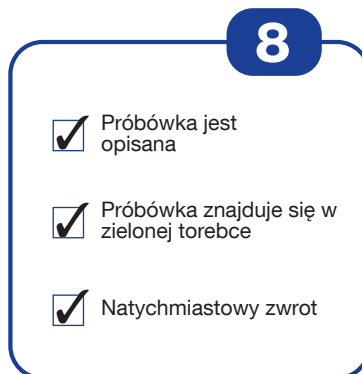 8
Próbówka jest
opisana
Próbówka znajduje się w
zielonej torebce
Natychmiastowy zwrot